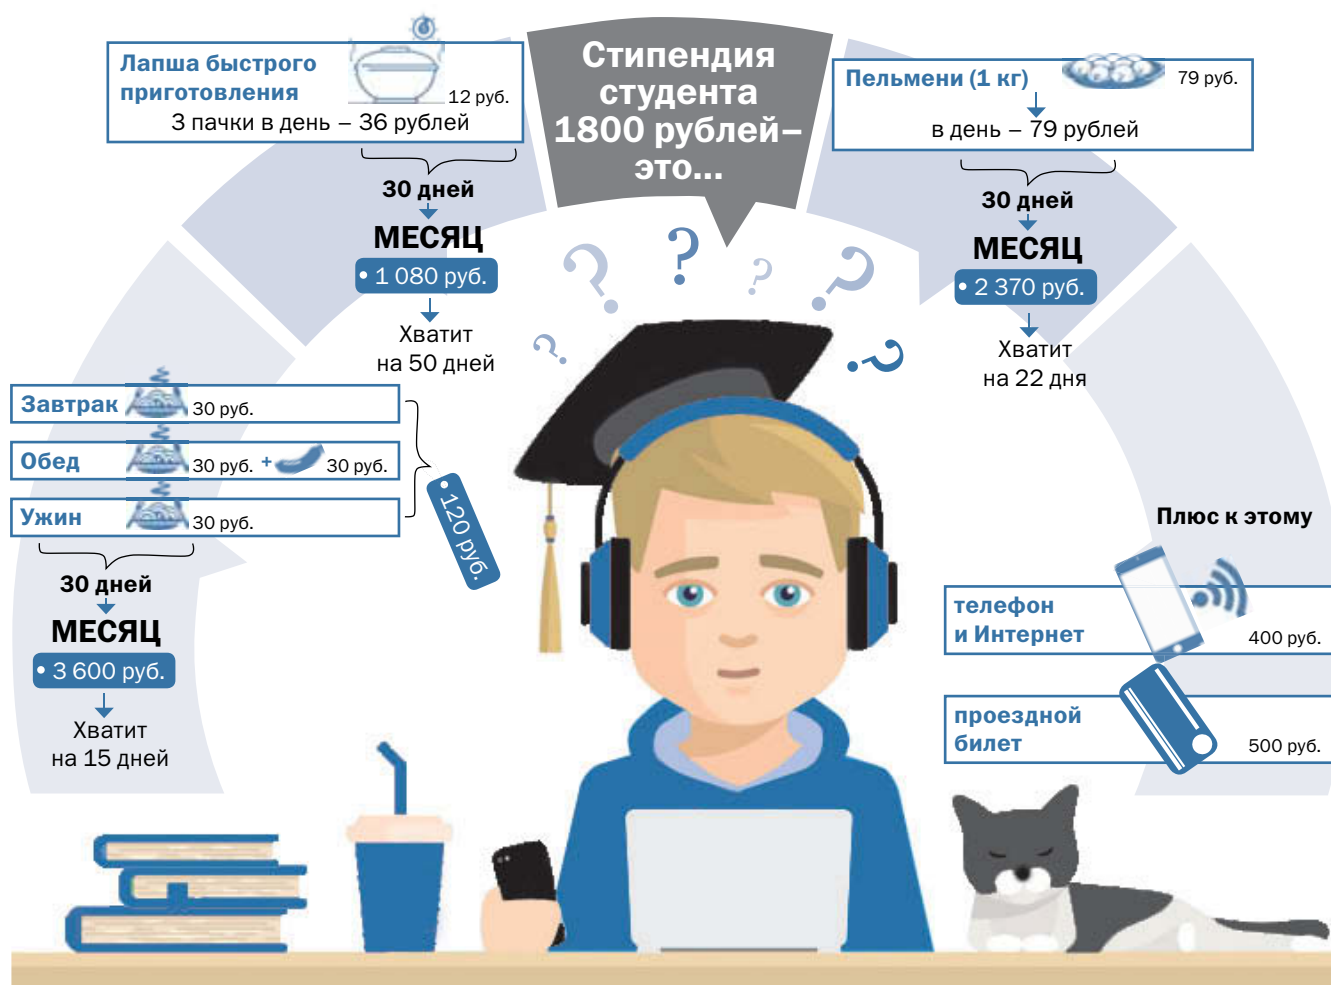 Стипендия
студента
1800 рублей–
это...
Лапша быстрого
приготовления
12 руб.
3 пачки в день – 36 рублей
30 дней
МЕСЯЦ
• 1 080 руб.
Хватит
на 50 дней
Пельмени (1 кг)
79 руб.
в день – 79 рублей
30 дней
МЕСЯЦ
• 2 370 руб.
Хватит
на 22 дня
Завтрак 30 руб.
Обед 30 руб. + 30 руб.
Ужин 30 руб.
• 120 руб.
30 дней
МЕСЯЦ
• 3 600 руб.
Хватит
на 15 дней
Плюс к этому
телефон
и Интернет
400 руб.
проездной
билет
500 руб.
? ? ? ? ? ?